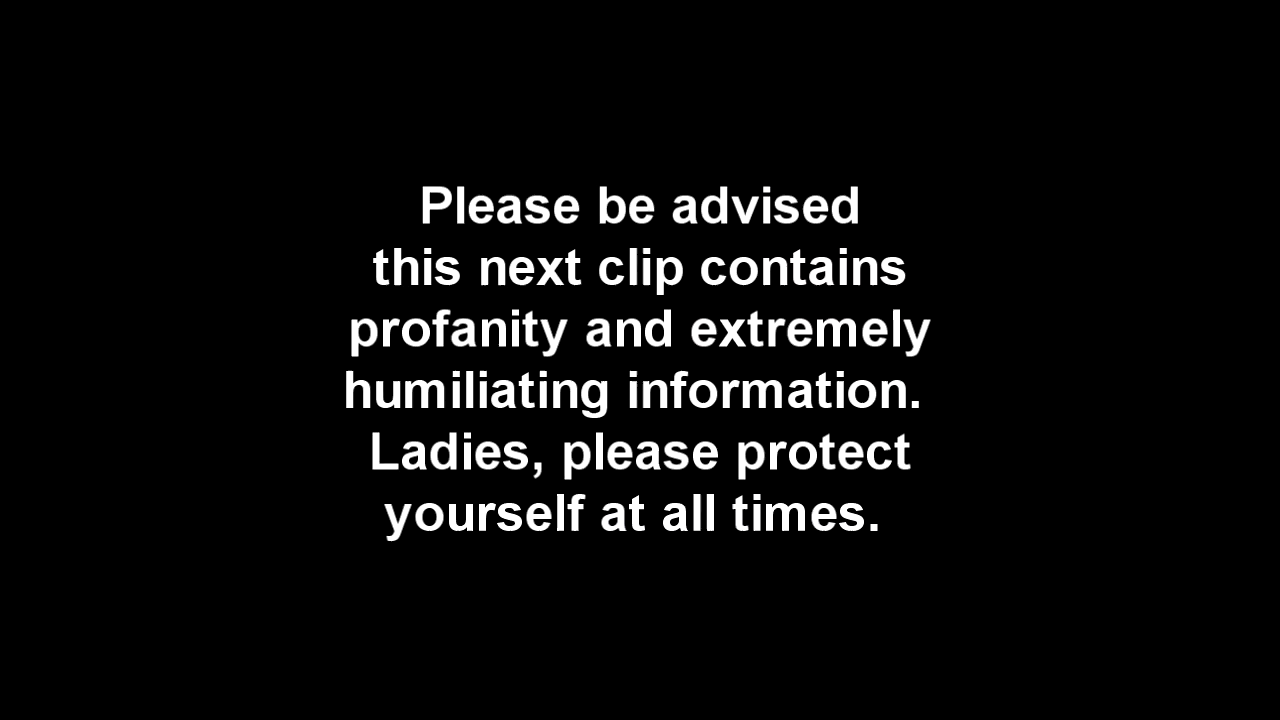 Please be advised
this next clip contains
profanity and extremely
humiliating information.
Ladies, please protect
yourself at all times.